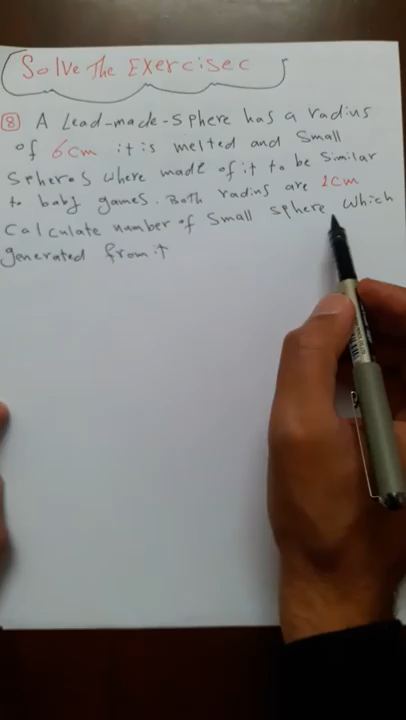 Solve The Exercisec
8 A Lead-made-sphere has a radius
of 6cm it is melted and small
spheres where made of it to be similar
to baby games. Both radius are 1cm
calculate number of small sphere which
generated from it